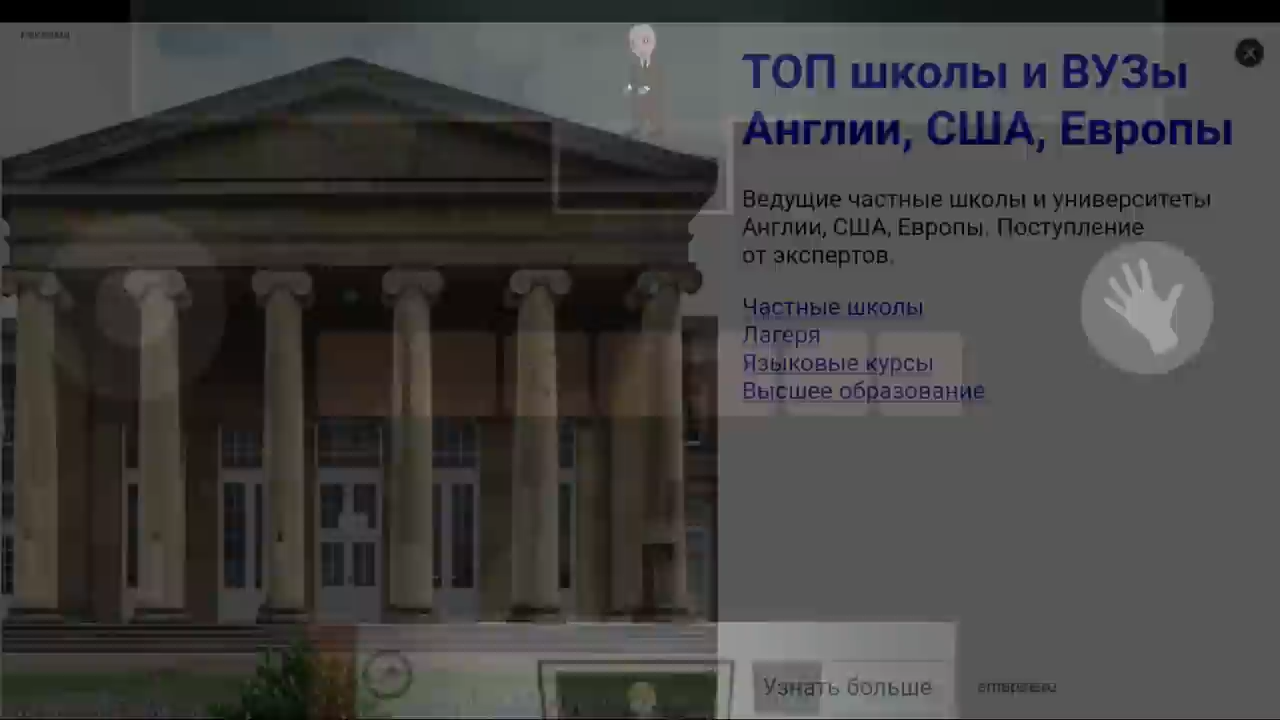 Реклама
ТОП школы и ВУЗы
Англии, США, Европы
Ведущие частные школы и университеты
Англии, США, Европы. Поступление
от экспертов.
Частные школы
Лагеря
Языковые курсы
Высшее образование
Узнать больше